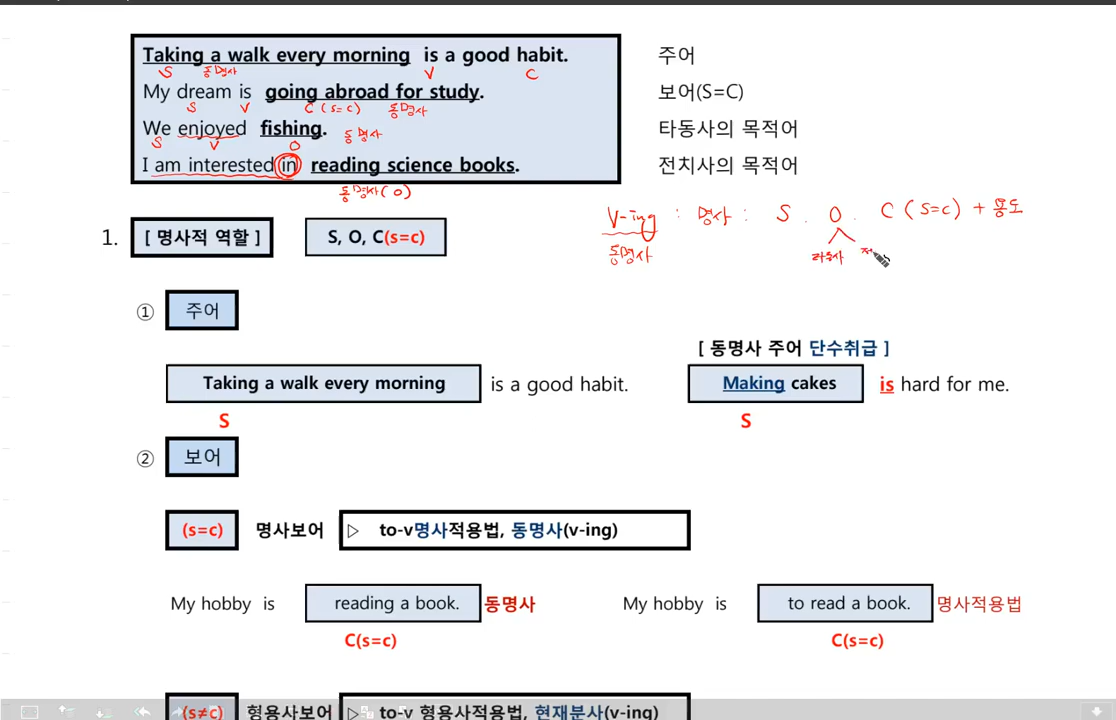 Taking a walk every morning is a good habit. 주어
S 동명사 V C
My dream is going abroad for study. 보어(S=C)
S V C (S=C) 동명사
We enjoyed fishing. 동명사 타동사의 목적어
S V O
I am interested in reading science books. 전치사의 목적어
동명사(O)
V-ing : 명사 : S . O . C (S=C) + 용도
동명사 타동사
1. [ 명사적 역할 ] S, O, C(s=c)
① 주어
[ 동명사 주어 단수취급 ]
Taking a walk every morning is a good habit. Making cakes is hard for me.
S S
② 보어
(s=c) 명사보어 ▷ to-v명사적용법, 동명사(v-ing)
My hobby is reading a book. 동명사 My hobby is to read a book. 명사적용법
C(s=c) C(s=c)
(s≠c) 형용사보어 ▷ to-v 형용사적용법, 현재분사(v-ing)